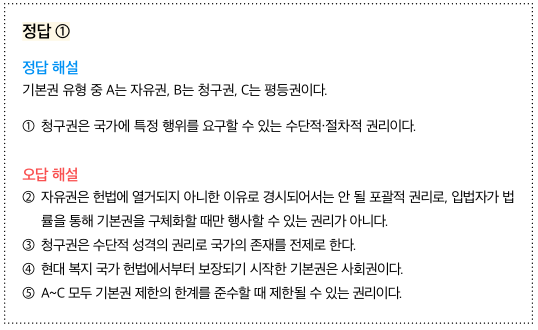 정답 ①
정답 해설
기본권 유형 중 A는 자유권, B는 청구권, C는 평등권이다.
① 청구권은 국가에 특정 행위를 요구할 수 있는 수단적·절차적 권리이다.
오답 해설
② 자유권은 헌법에 열거되지 아니한 이유로 경시되어서는 안 될 포괄적 권리로, 입법자가 법
률을 통해 기본권을 구체화할 때만 행사할 수 있는 권리가 아니다.
③ 청구권은 수단적 성격의 권리로 국가의 존재를 전제로 한다.
④ 현대 복지 국가 헌법에서부터 보장되기 시작한 기본권은 사회권이다.
⑤ A~C 모두 기본권 제한의 한계를 준수할 때 제한될 수 있는 권리이다.